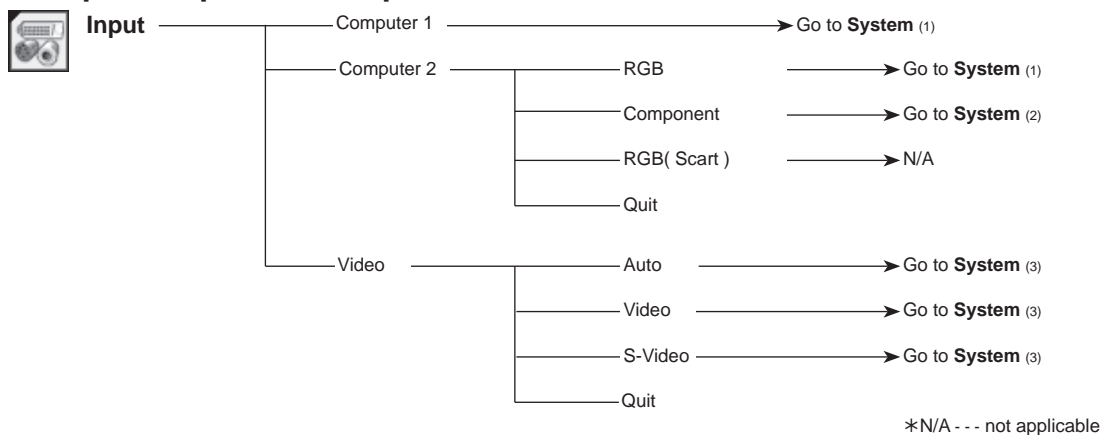 Input Computer 1 Go to System (1)
Computer 2 RGB Go to System (1)
Component Go to System (2)
RGB( Scart ) N/A
Quit
Video Auto Go to System (3)
Video Go to System (3)
S-Video Go to System (3)
Quit
✳N/A - - - not applicable